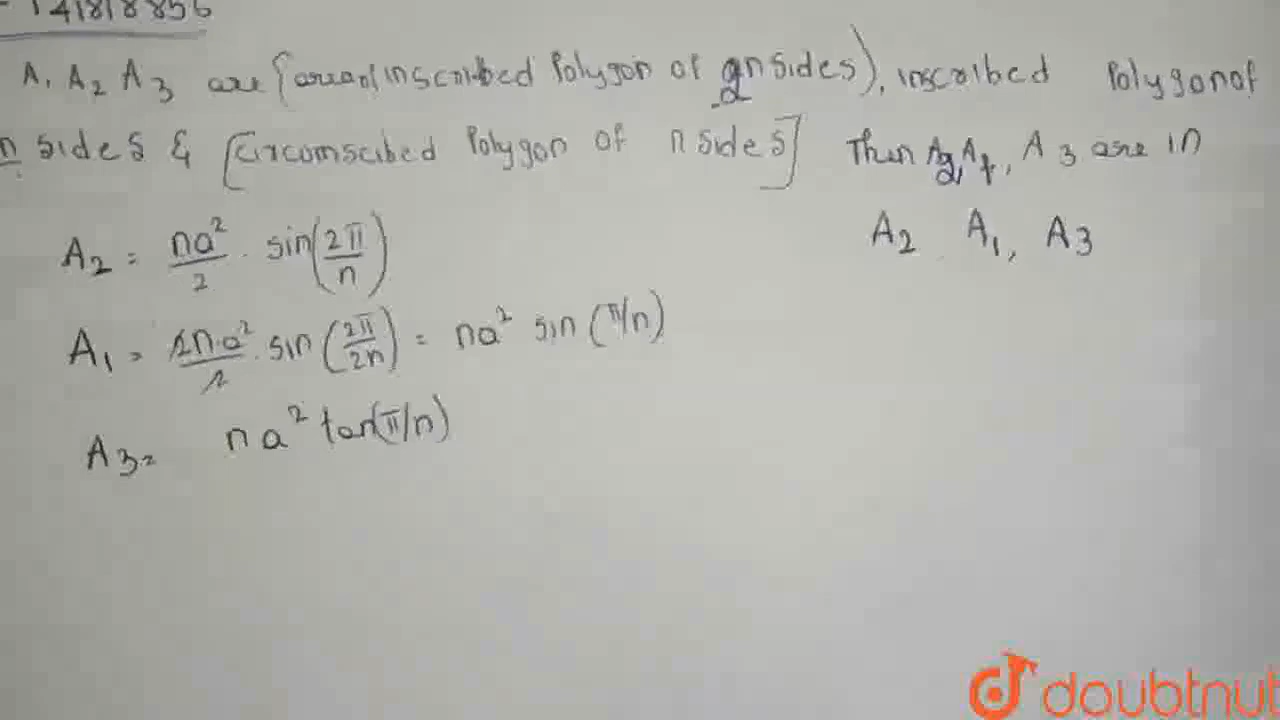 141818856
A1 A2 A3 are (area of inscribed Polygon of 2n sides), inscribed Polygon of
n sides & [Circomscibed Polygon of n sides] Then A2, A1, A3 are in
A2 A1, A3
A2 = na²/2 . sin(2π/n)
A1 = 2n.a²/2 . sin(2π/2n) = na² sin(π/n)
A3 = na² tan(π/n)
doubtnut